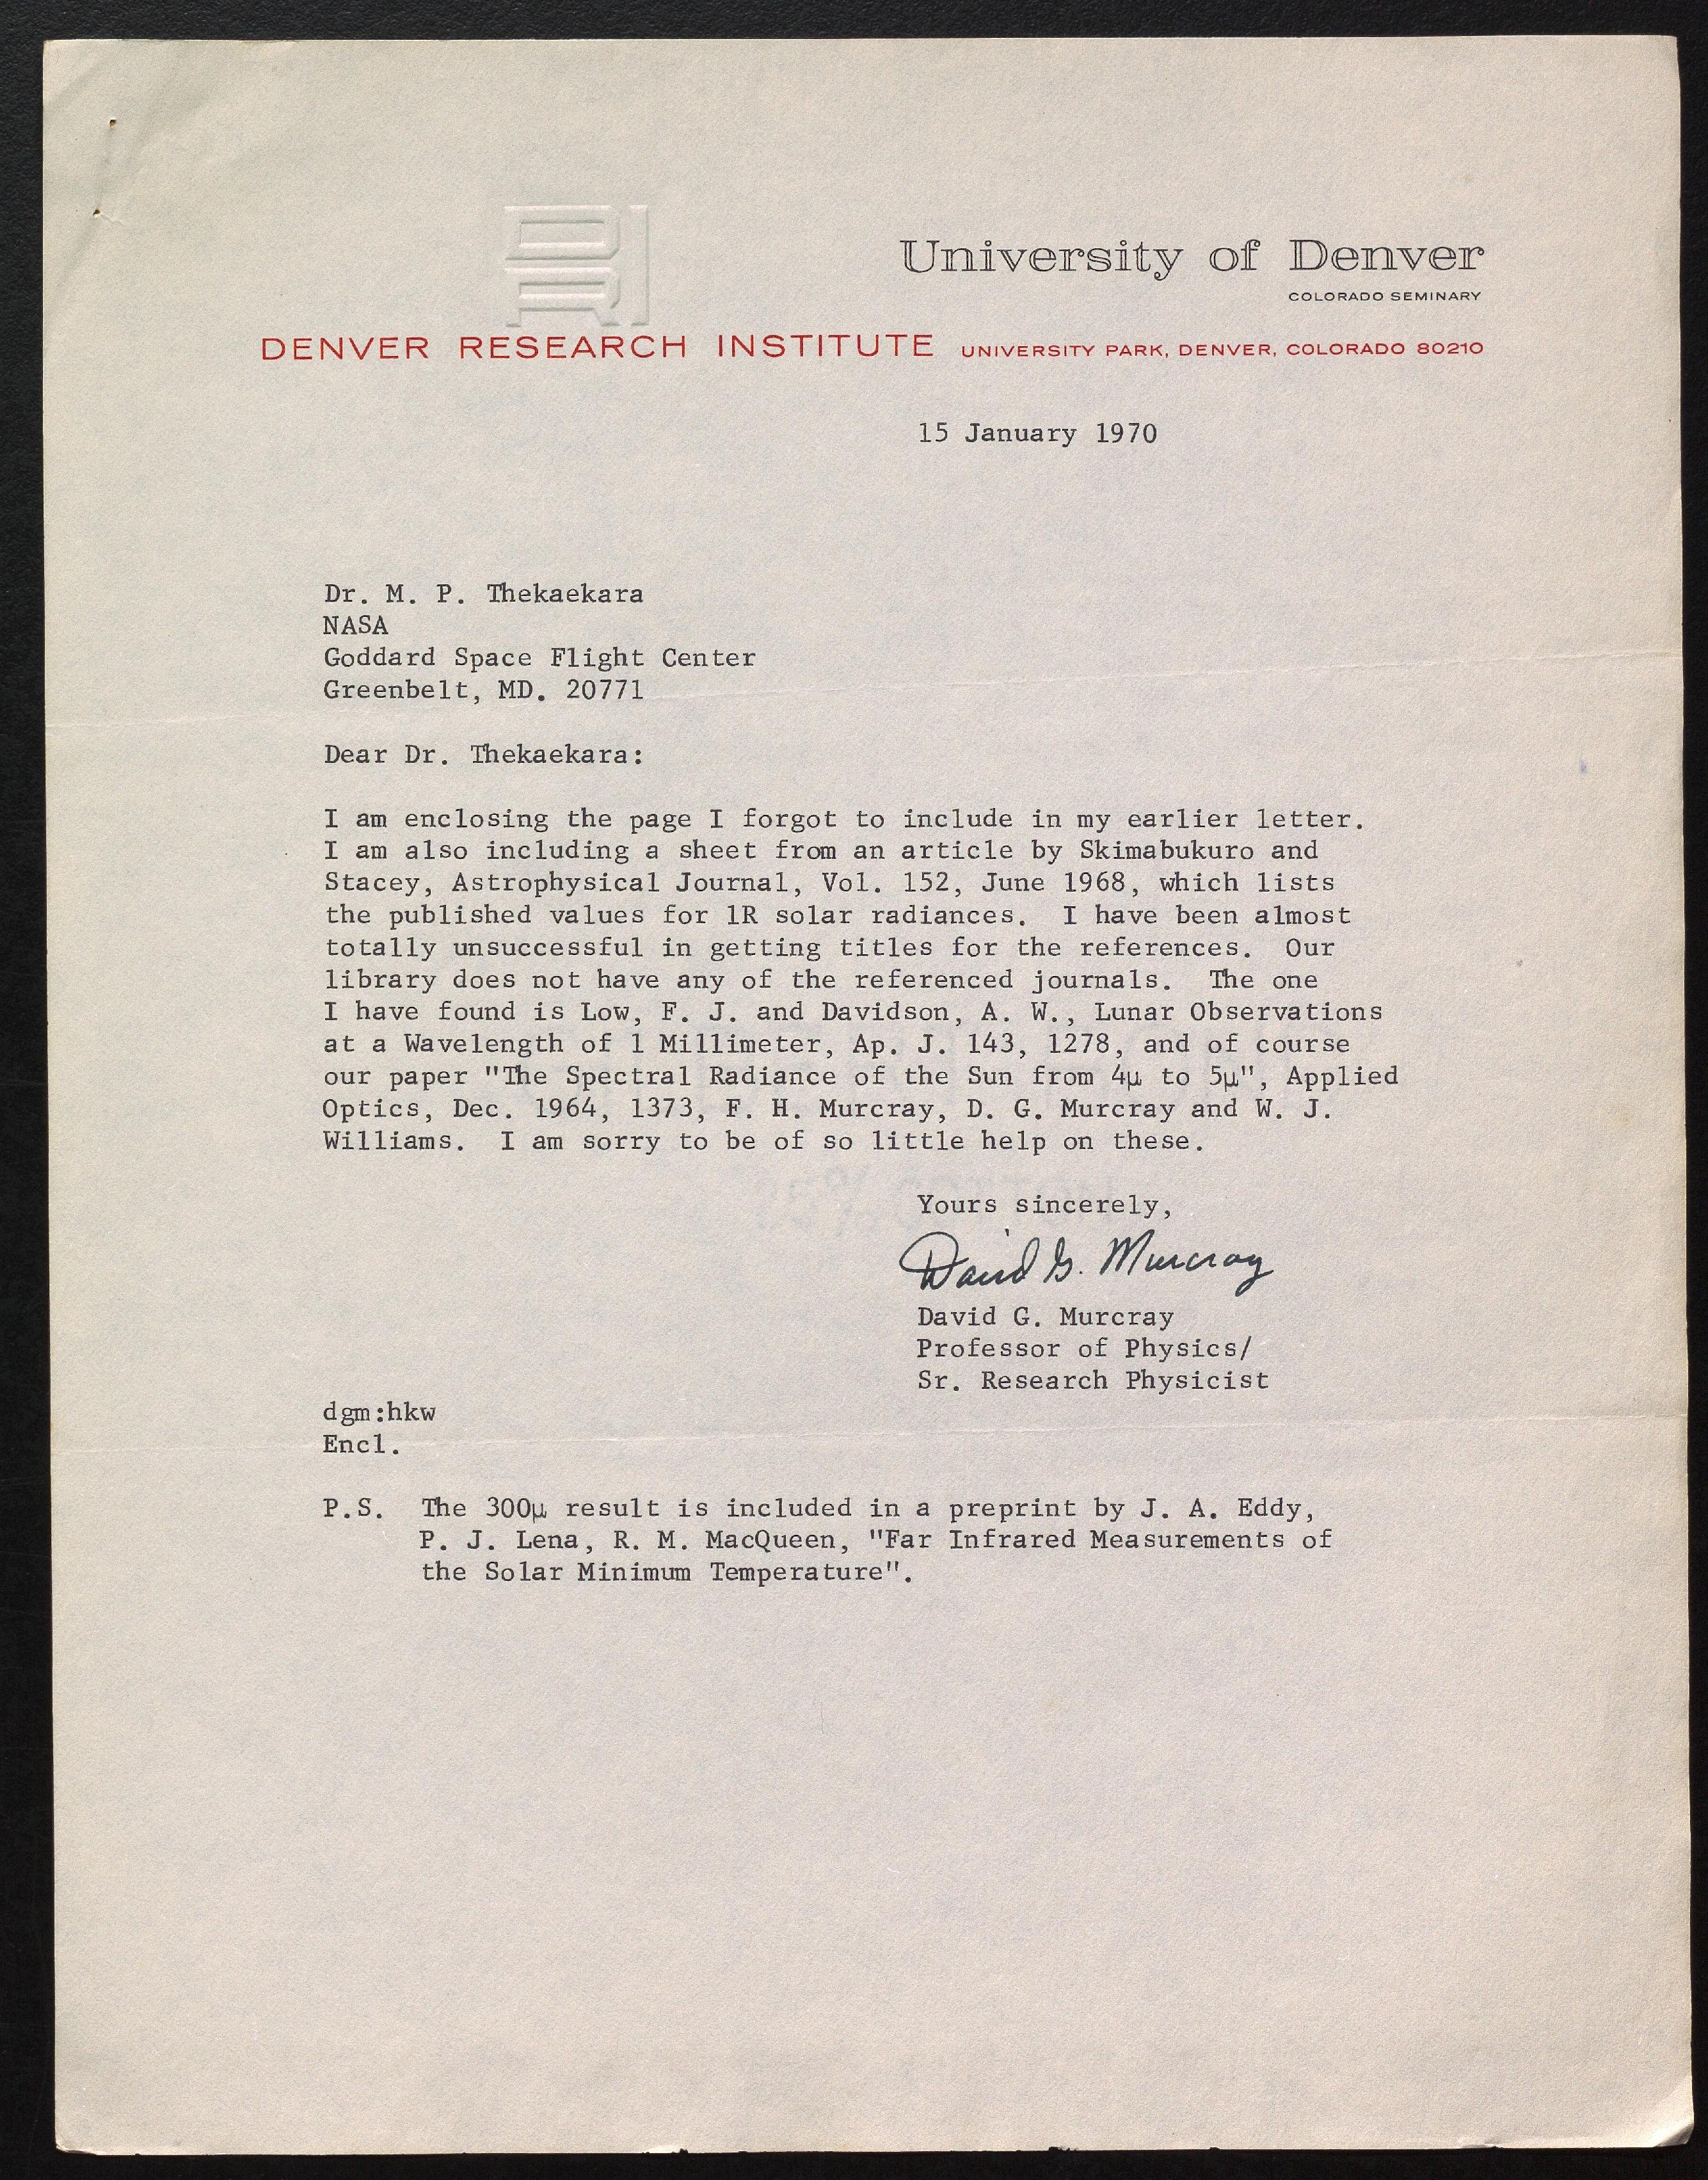 University of Denver
COLORADO SEMINARY
DENVER RESEARCH INSTITUTE UNIVERSITY PARK, DENVER, COLORADO 80210
15 January 1970
Dr. M. P. Thekaekara
NASA
Goddard Space Flight Center
Greenbelt, MD. 20771
Dear Dr. Thekaekara:
I am enclosing the page I forgot to include in my earlier letter.
I am also including a sheet from an article by Skimabukuro and
Stacey, Astrophysical Journal, Vol. 152, June 1968, which lists
the published values for 1R solar radiances. I have been almost
totally unsuccessful in getting titles for the references. Our
library does not have any of the referenced journals. The one
I have found is Low, F. J. and Davidson, A. W., Lunar Observations
at a Wavelength of 1 Millimeter, Ap. J. 143, 1278, and of course
our paper "The Spectral Radiance of the Sun from 4μ to 5μ", Applied
Optics, Dec. 1964, 1373, F. H. Murcray, D. G. Murcray and W. J.
Williams. I am sorry to be of so little help on these.
Yours sincerely,
David G. Murcray
David G. Murcray
Professor of Physics/
Sr. Research Physicist
dgm:hkw
Encl.
P.S. The 300μ result is included in a preprint by J. A. Eddy,
P. J. Lena, R. M. MacQueen, "Far Infrared Measurements of
the Solar Minimum Temperature".